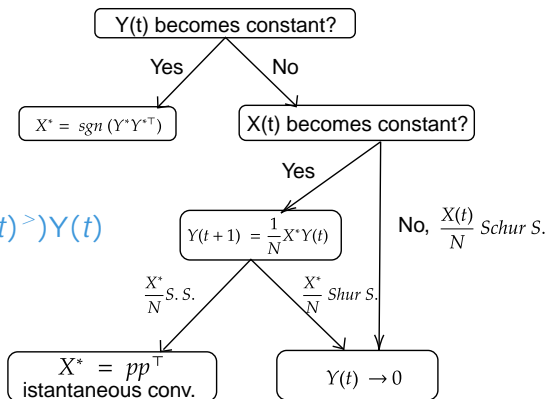 Y(t) becomes constant?
Yes
No
X* = sgn (Y*Y*⊤)
X(t) becomes constant?
Yes
t)>)Y(t)
Y(t + 1) = 1/N X*Y(t)
No, X(t)/N Schur S.
X*/N S. S.
X*/N Shur S.
X* = pp⊤
istantaneous conv.
Y(t) → 0